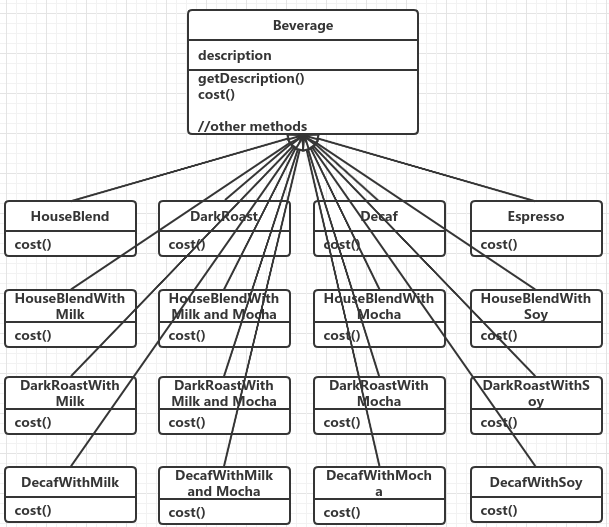 Beverage
description
getDescription()
cost()
//other methods
HouseBlend
cost()
DarkRoast
cost()
Decaf
cost()
Espresso
cost()
HouseBlendWith
Milk
cost()
HouseBlendWith
Milk and Mocha
cost()
HouseBlendWith
Mocha
cost()
HouseBlendWith
Soy
cost()
DarkRoastWith
Milk
cost()
DarkRoastWith
Milk and Mocha
cost()
DarkRoastWith
Mocha
cost()
DarkRoastWithS
oy
cost()
DecafWithMilk
cost()
DecafWithMilk
and Mocha
cost()
DecafWithMoch
a
cost()
DecafWithSoy
cost()